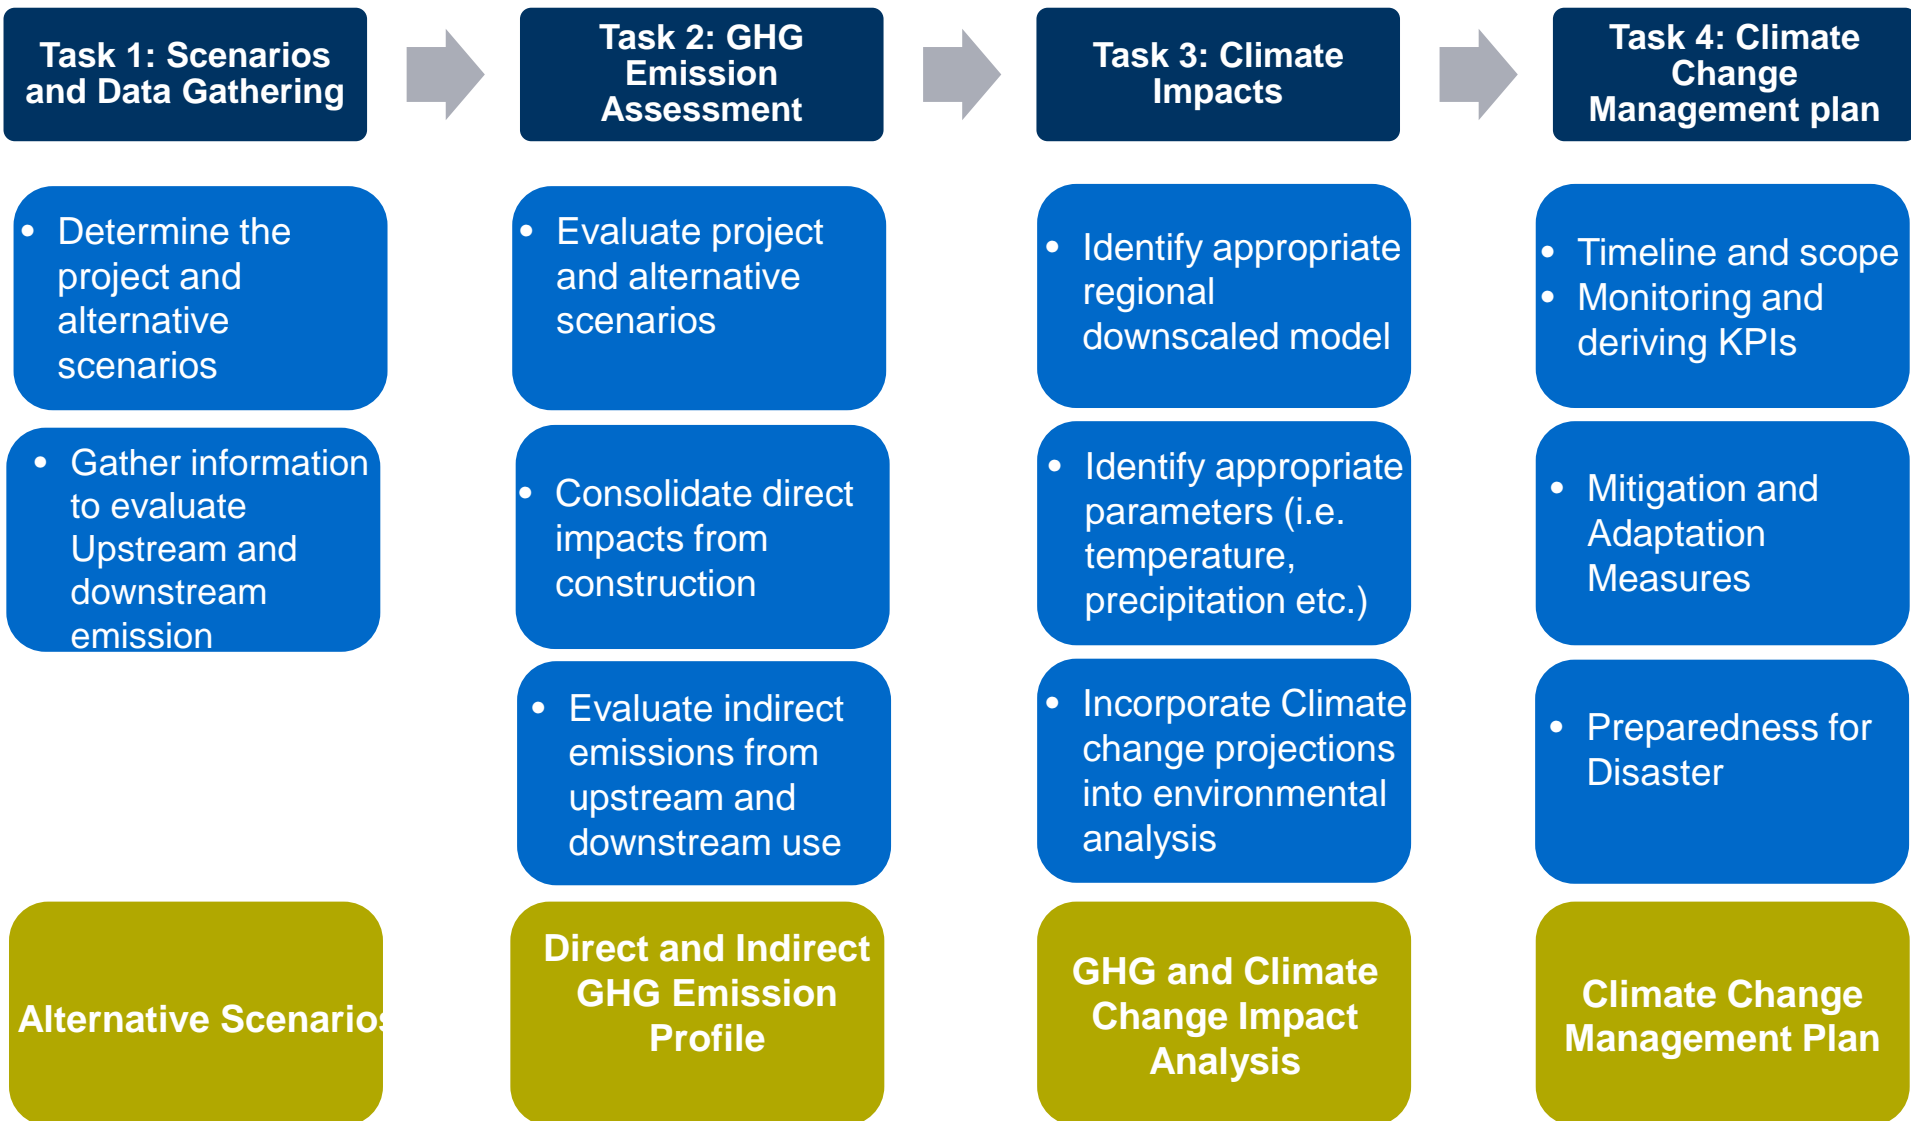 Task 1: Scenarios
and Data Gathering
Task 2: GHG
Emission
Assessment
Task 3: Climate
Impacts
Task 4: Climate
Change
Management plan
• Determine the
project and
alternative
scenarios
• Gather information
to evaluate
Upstream and
downstream
emission
• Evaluate project
and alternative
scenarios
• Consolidate direct
impacts from
construction
• Evaluate indirect
emissions from
upstream and
downstream use
• Identify appropriate
regional
downscaled model
• Identify appropriate
parameters (i.e.
temperature,
precipitation etc.)
• Incorporate Climate
change projections
into environmental
analysis
• Timeline and scope
• Monitoring and
deriving KPIs
• Mitigation and
Adaptation
Measures
• Preparedness for
Disaster
Alternative Scenarios
Direct and Indirect
GHG Emission
Profile
GHG and Climate
Change Impact
Analysis
Climate Change
Management Plan